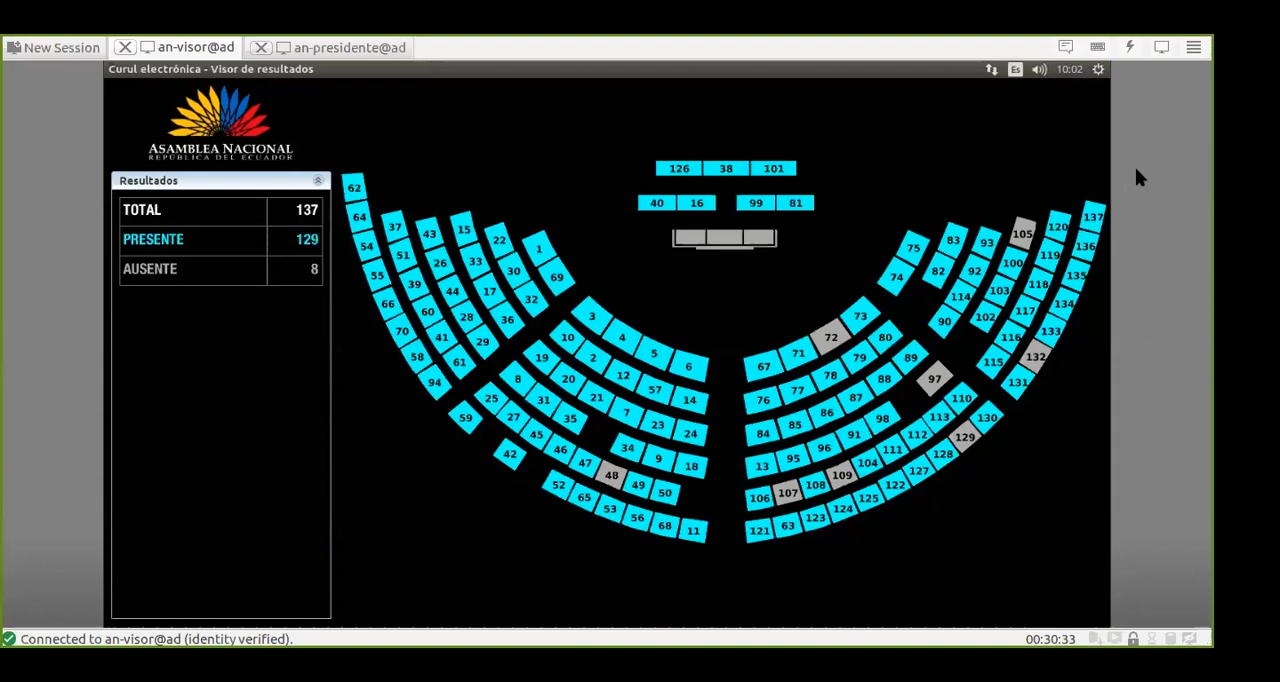 New Session an-visor@ad an-presidente@ad
Curul electrónica - Visor de resultados Es 10:02
ASAMBLEA NACIONAL
REPÚBLICA DEL ECUADOR
Resultados
TOTAL 137
PRESENTE 129
AUSENTE 8
126 38 101
40 16 99 81
62 64 54 55 66 70 58 94 59 42
37 51 39 60 41 61
43 26 44 28 29
15 33 17 36
22 30 32
1 69
3 4 5 6
10 2 12 57 14
19 20 21 7 23 24
8 31 35 34 9 18
25 27 45 46 47 48 49 50
52 65 53 56 68 11
75 74
83 82
93 92 114 90
105 100 103 102
120 119 118 117 116 115
137 136 135 134 133 132 131
67 71 72 73
76 77 78 79 80
84 85 86 87 88 89
13 95 96 91 98 97
106 107 108 109 104 111 112 113 110
121 63 123 124 125 122 127 128 129 130
Connected to an-visor@ad (identity verified). 00:30:33